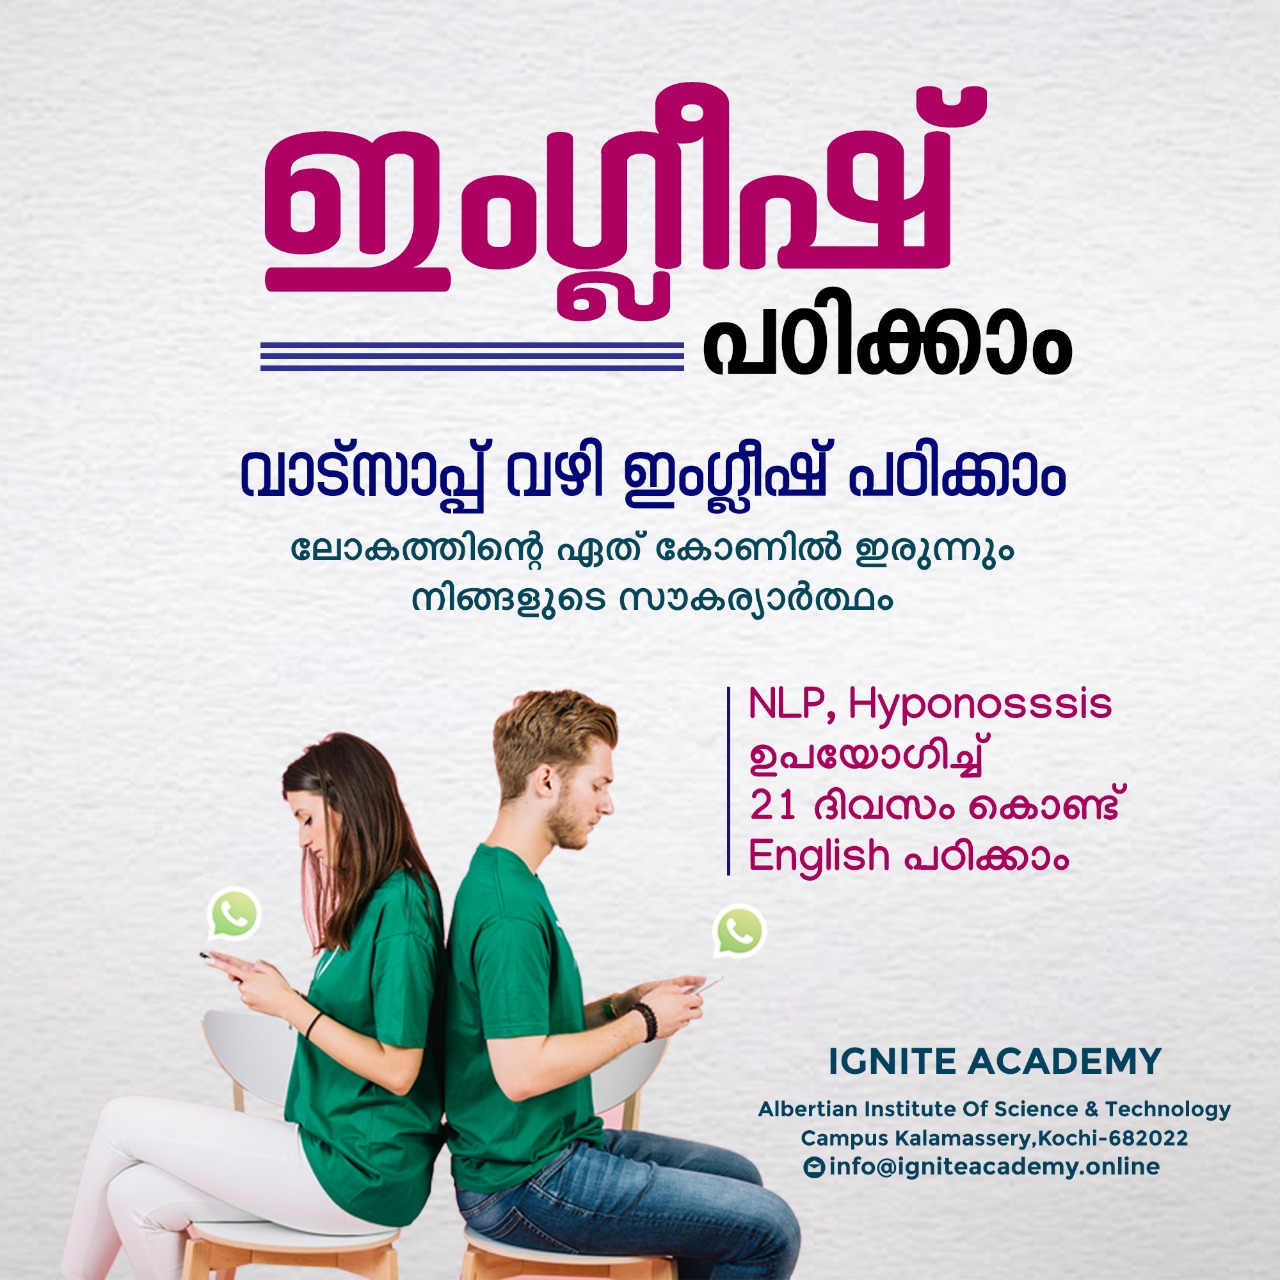 ഇംഗ്ലീഷ്
പഠിക്കാം
വാട്സാപ്പ് വഴി ഇംഗ്ലീഷ് പഠിക്കാം
ലോകത്തിന്റെ ഏത് കോണിൽ ഇരുന്നും
നിങ്ങളുടെ സൗകര്യാർത്ഥം
NLP, Hyponosssis
ഉപയോഗിച്ച്
21 ദിവസം കൊണ്ട്
English പഠിക്കാം
IGNITE ACADEMY
Albertian Institute Of Science & Technology
Campus Kalamassery,Kochi-682022
info@igniteacademy.online